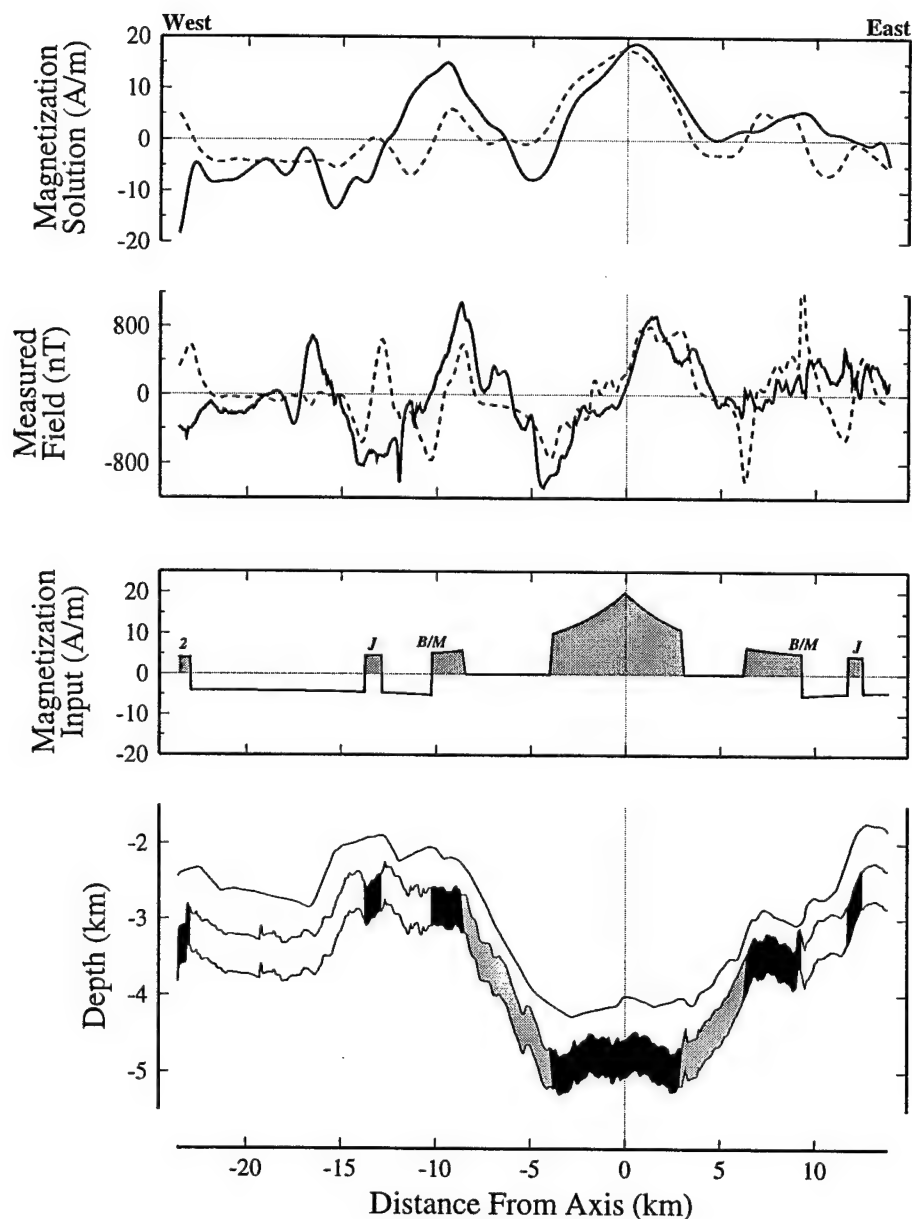 West
East
20
10
0
-10
-20
Magnetization
Solution (A/m)
800
0
-800
Measured
Field (nT)
20
10
0
-10
-20
Magnetization
Input (A/m)
2
J
B/M
B/M
J
-2
-3
-4
-5
Depth (km)
-20
-15
-10
-5
0
5
10
Distance From Axis (km)